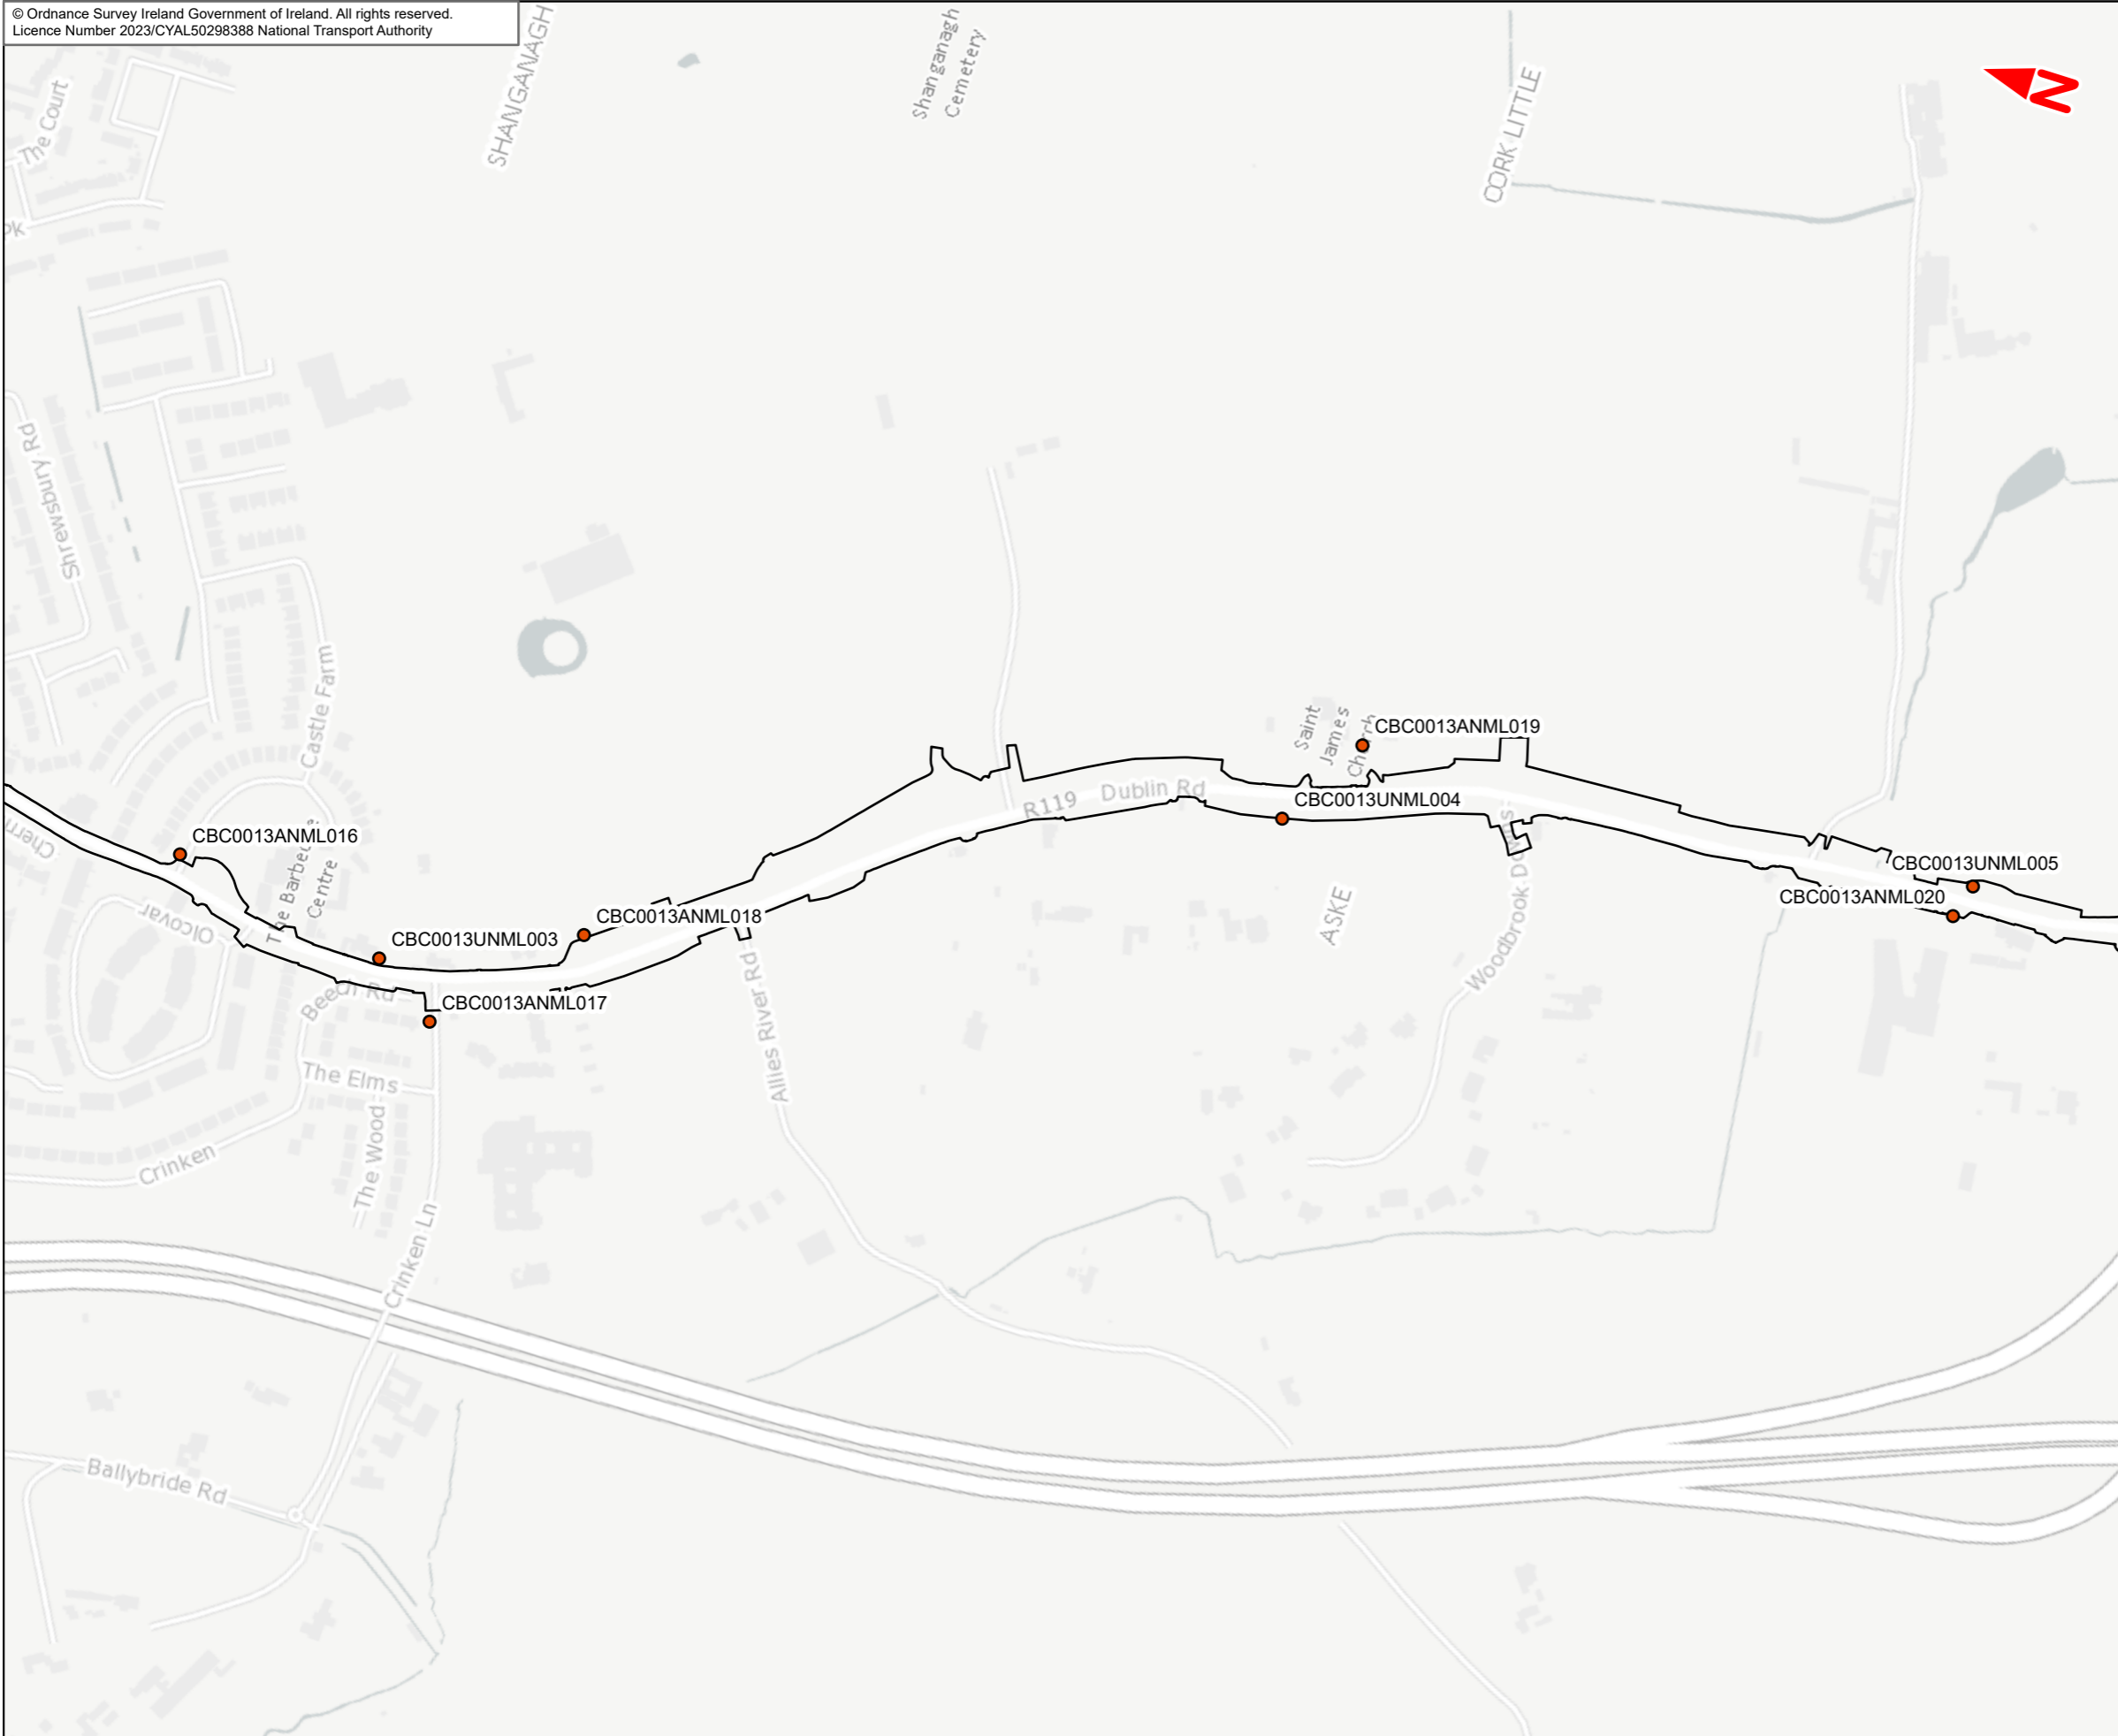 © Ordnance Survey Ireland Government of Ireland. All rights reserved.
Licence Number 2023/CYAL50298388 National Transport Authority
SHANGANAGH
Shanganagh
Cemetery
CORK LITTLE
N
The Court
Pk
Shrewsbury Rd
Castle Farm
Saint
James
Church
CBC0013ANML019
R119
Dublin Rd
CBC0013UNML004
CBC0013ANML016
The Barbe
Centre
Olcovar
CBC0013UNML005
CBC0013ANML020
CBC0013ANML018
ASKE
Woodbrook Downs
CBC0013UNML003
Beech Rd
CBC0013ANML017
Allies River Rd
The Elms
The Wood
Crinken
Crinken Ln
Ballybride Rd